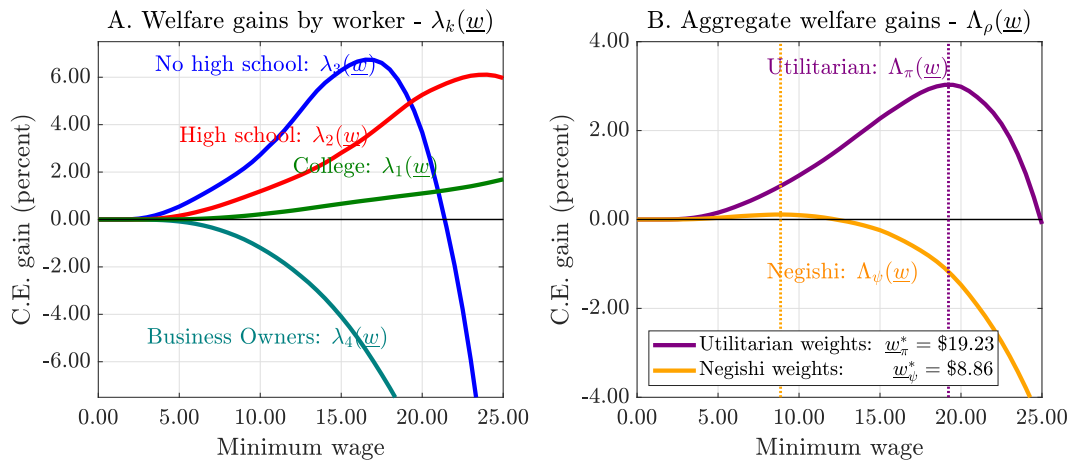 A. Welfare gains by worker - λ_k(w)
C.E. gain (percent)
6.00
4.00
2.00
0.00
-2.00
-4.00
-6.00
No high school: λ_3(w)
High school: λ_2(w)
College: λ_1(w)
Business Owners: λ_4(w)
0.00 5.00 10.00 15.00 20.00 25.00
Minimum wage
B. Aggregate welfare gains - Λ_ρ(w)
C.E. gain (percent)
4.00
2.00
0.00
-2.00
-4.00
Utilitarian: Λ_π(w)
Negishi: Λ_ψ(w)
Utilitarian weights: w*_π = $19.23
Negishi weights: w*_ψ = $8.86
0.00 5.00 10.00 15.00 20.00 25.00
Minimum wage